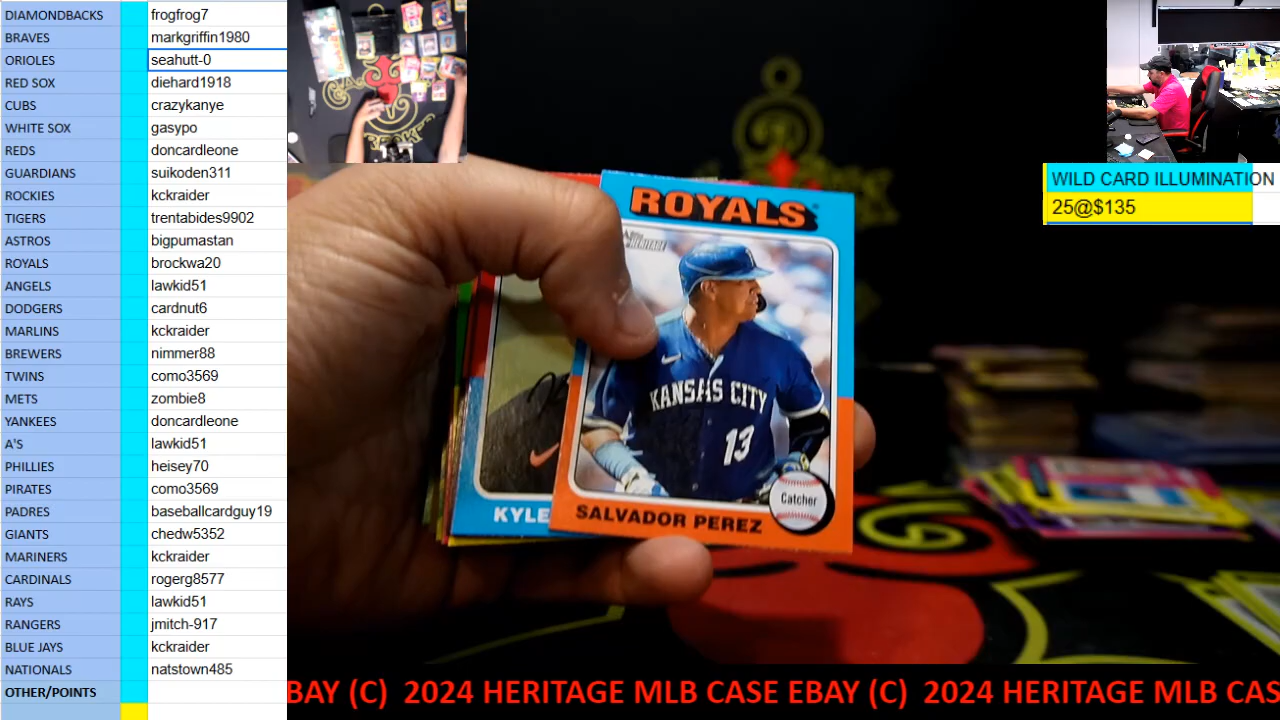 DIAMONDBACKS frogfrog7
BRAVES markgriffin1980
ORIOLES seahutt-0
RED SOX diehard1918
CUBS crazykanye
WHITE SOX gasypo
REDS doncardleone
GUARDIANS suikoden311
ROCKIES kckraider
TIGERS trentabides9902
ASTROS bigpumastan
ROYALS brockwa20
ANGELS lawkid51
DODGERS cardnut6
MARLINS kckraider
BREWERS nimmer88
TWINS como3569
METS zombie8
YANKEES doncardleone
A'S lawkid51
PHILLIES heisey70
PIRATES como3569
PADRES baseballcardguy19
GIANTS chedw5352
MARINERS kckraider
CARDINALS rogerg8577
RAYS lawkid51
RANGERS jmitch-917
BLUE JAYS kckraider
NATIONALS natstown485
OTHER/POINTS
WILD CARD ILLUMINATION
25@$135
ROYALS
HERITAGE
KANSAS CITY
13
Catcher
KYLE
SALVADOR PEREZ
BAY (C) 2024 HERITAGE MLB CASE EBAY (C) 2024 HERITAGE MLB CAS